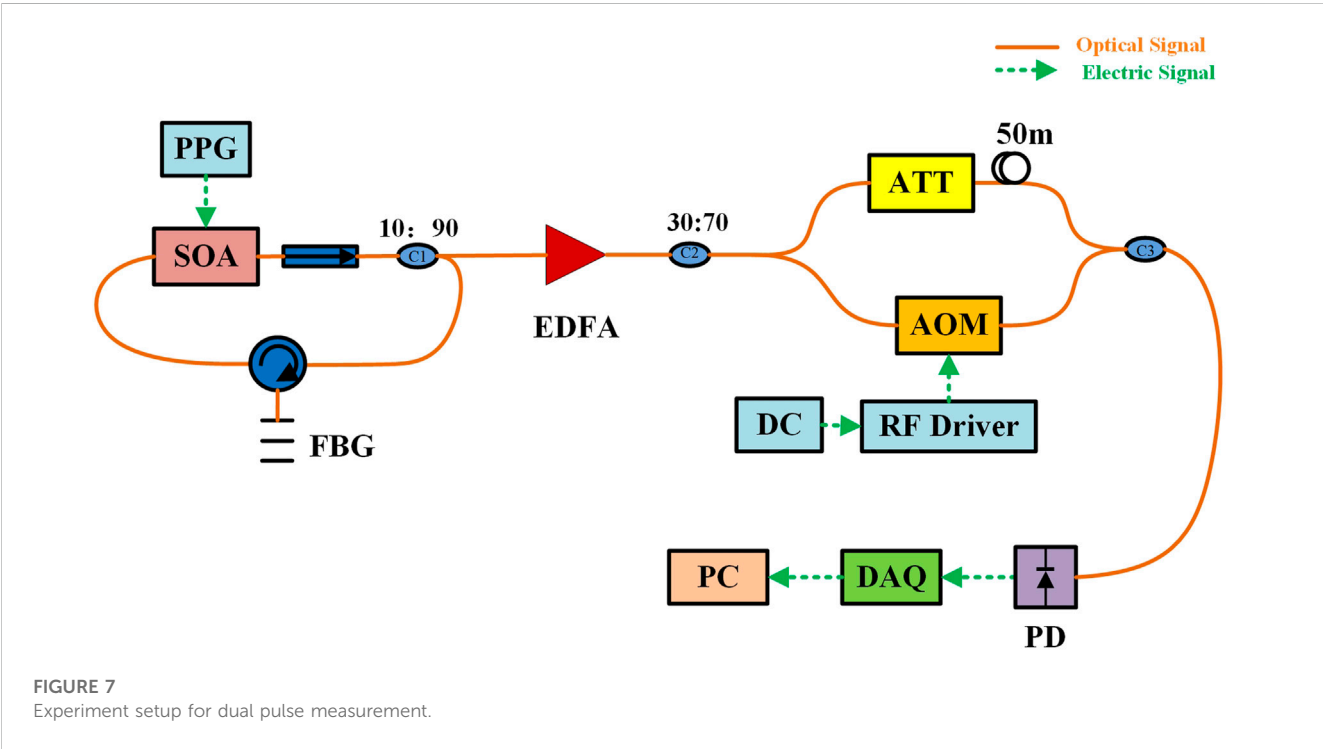 Optical Signal
Electric Signal
PPG
SOA
10: 90
C1
EDFA
30:70
C2
ATT
50m
AOM
C3
DC
RF Driver
FBG
PC
DAQ
PD
FIGURE 7
Experiment setup for dual pulse measurement.